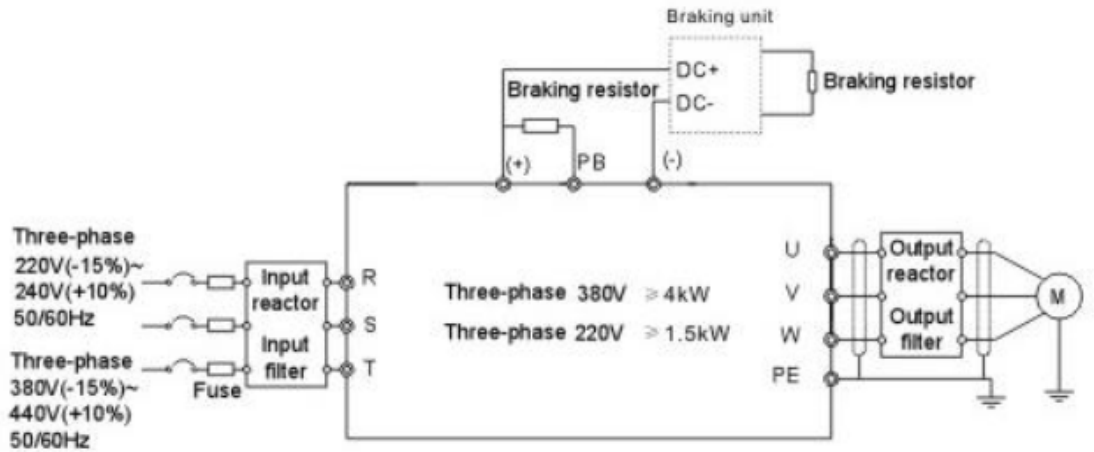 Braking unit
DC+
Braking resistor
Braking resistor
DC-
(+)
PB
(-)
Three-phase
220V(-15%)~
240V(+10%)
50/60Hz
Three-phase
380V(-15%)~
440V(+10%)
50/60Hz
Fuse
Input
reactor
Input
filter
R
S
T
Three-phase 380V ≥4kW
Three-phase 220V ≥1.5kW
U
V
W
PE
Output
reactor
Output
filter
M